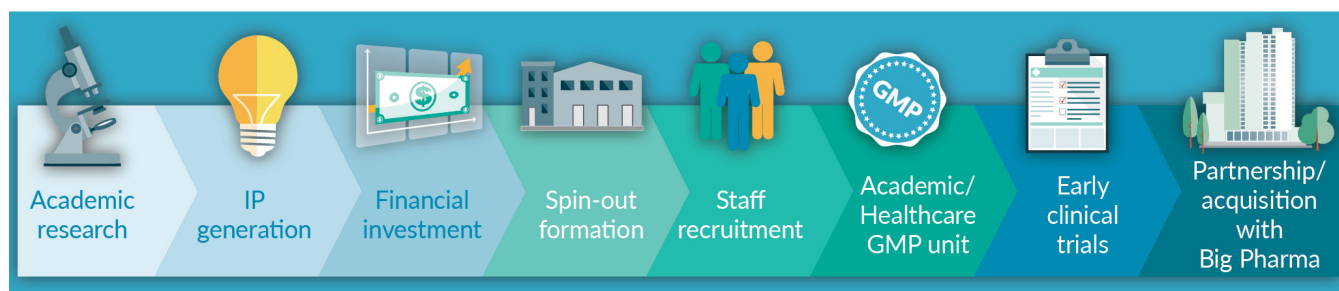 GMP
Academic
research
IP
generation
Financial
investment
Spin-out
formation
Staff
recruitment
Academic/
Healthcare
GMP unit
Early
clinical
trials
Partnership/
acquisition
with
Big Pharma